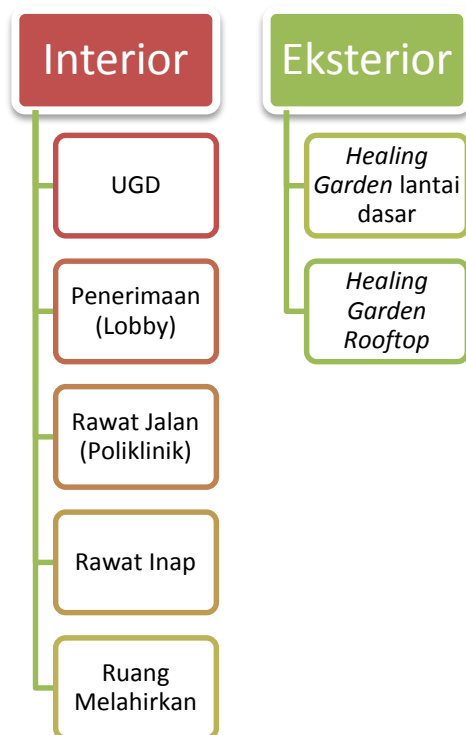 Interior
UGD
Penerimaan
(Lobby)
Rawat Jalan
(Poliklinik)
Rawat Inap
Ruang
Melahirkan
Eksterior
Healing
Garden lantai
dasar
Healing
Garden
Rooftop